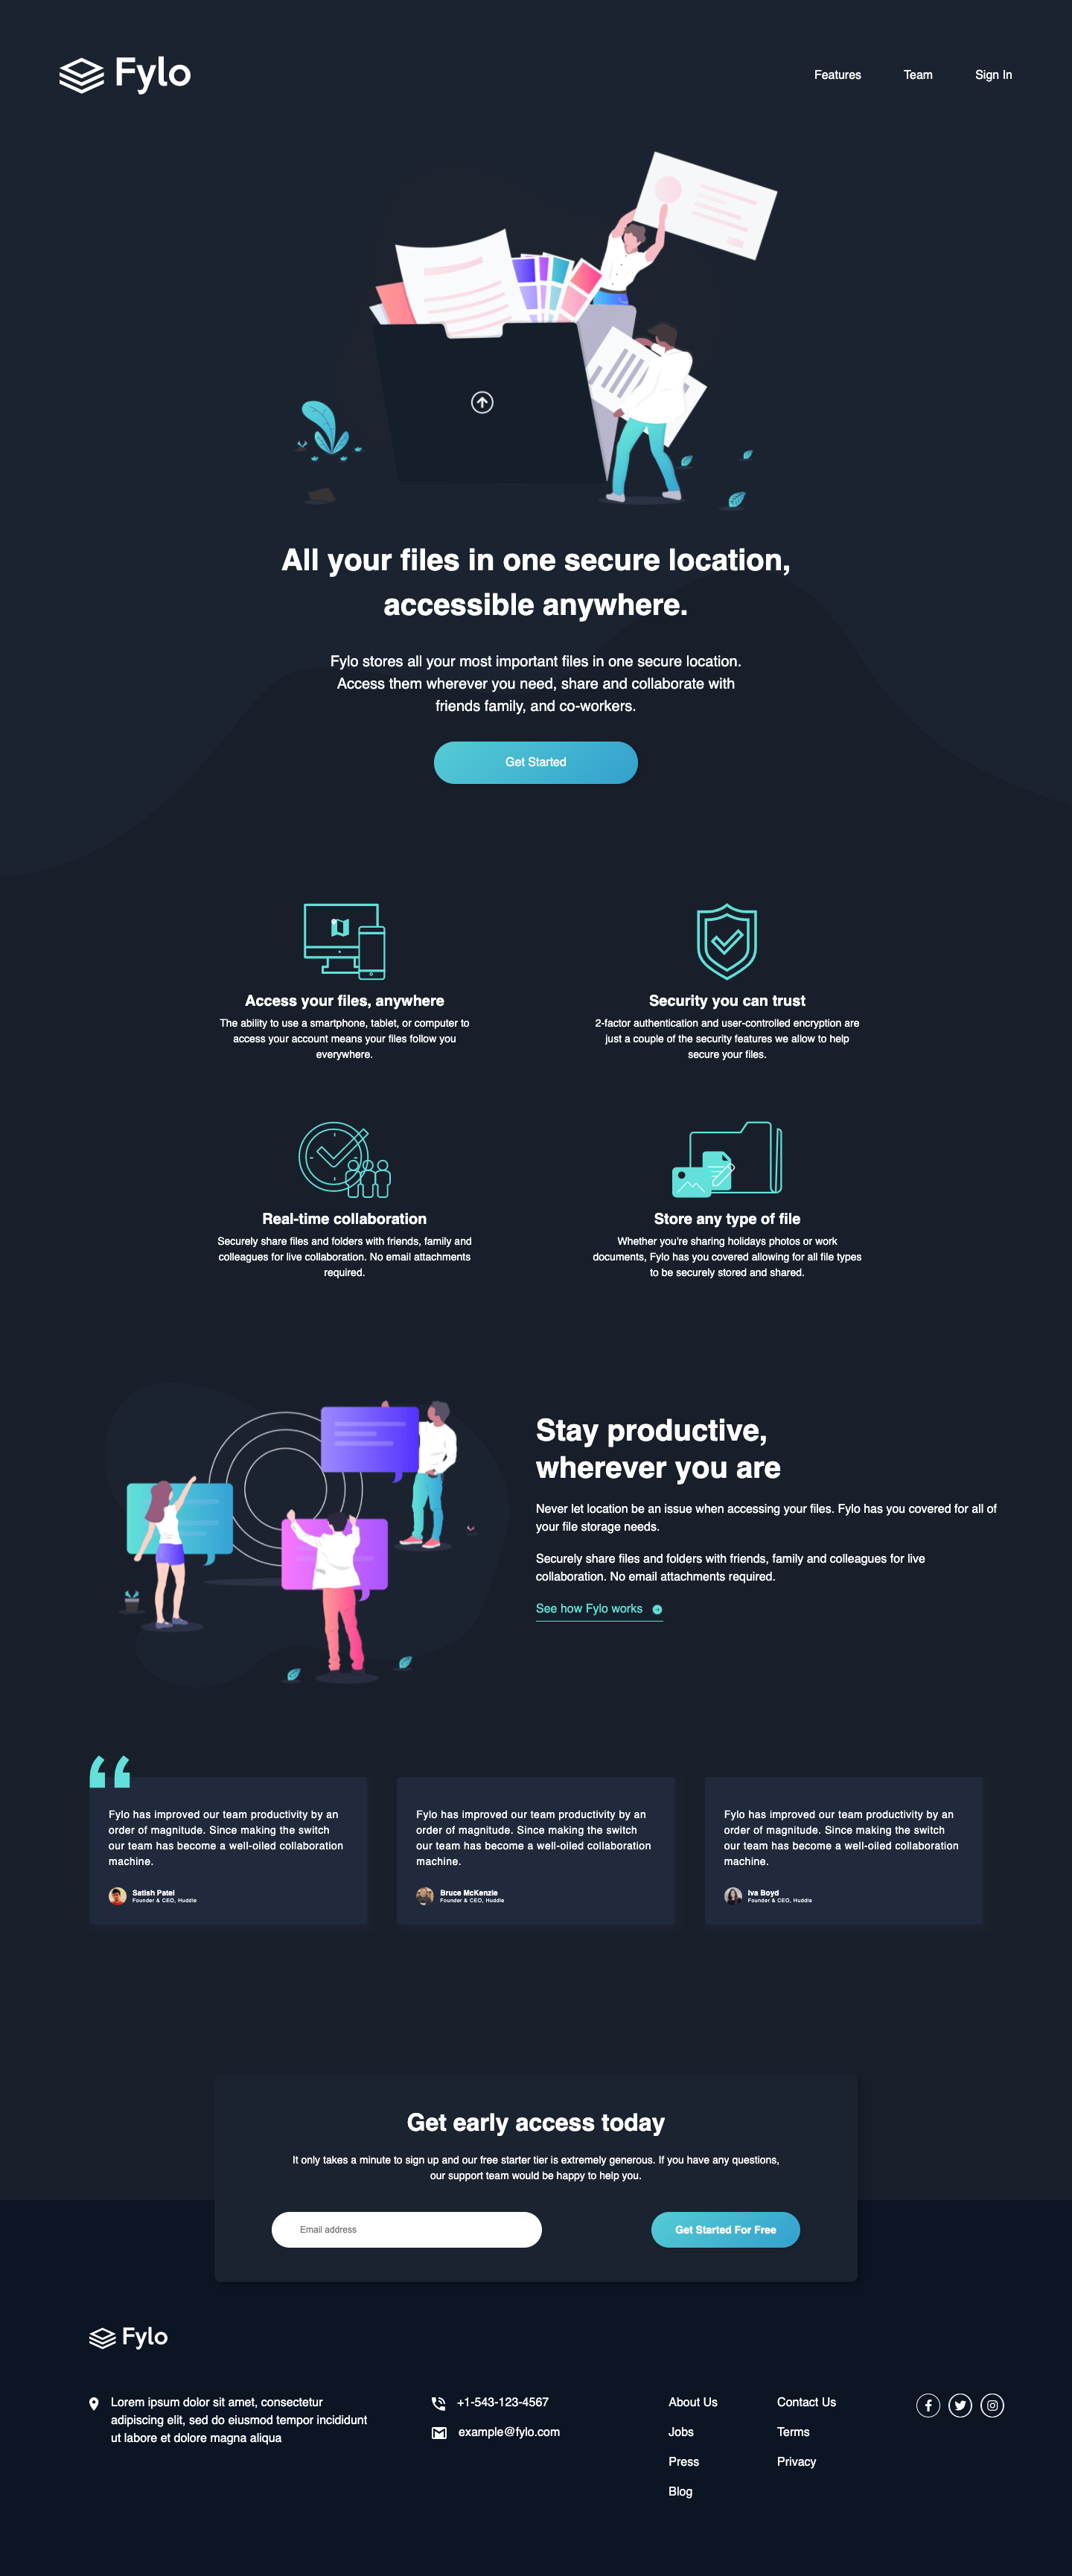 Fylo
Features
Team
Sign In
All your files in one secure location,
accessible anywhere.
Fylo stores all your most important files in one secure location.
Access them wherever you need, share and collaborate with
friends family, and co-workers.
Get Started
Access your files, anywhere
The ability to use a smartphone, tablet, or computer to
access your account means your files follow you
everywhere.
Security you can trust
2-factor authentication and user-controlled encryption are
just a couple of the security features we allow to help
secure your files.
Real-time collaboration
Securely share files and folders with friends, family and
colleagues for live collaboration. No email attachments
required.
Store any type of file
Whether you're sharing holidays photos or work
documents, Fylo has you covered allowing for all file types
to be securely stored and shared.
Stay productive,
wherever you are
Never let location be an issue when accessing your files. Fylo has you covered for all of
your file storage needs.
Securely share files and folders with friends, family and colleagues for live
collaboration. No email attachments required.
See how Fylo works
Fylo has improved our team productivity by an
order of magnitude. Since making the switch
our team has become a well-oiled collaboration
machine.
Satish Patel
Founder & CEO, Huddle
Fylo has improved our team productivity by an
order of magnitude. Since making the switch
our team has become a well-oiled collaboration
machine.
Bruce McKenzie
Founder & CEO, Huddle
Fylo has improved our team productivity by an
order of magnitude. Since making the switch
our team has become a well-oiled collaboration
machine.
Iva Boyd
Founder & CEO, Huddle
Get early access today
It only takes a minute to sign up and our free starter tier is extremely generous. If you have any questions,
our support team would be happy to help you.
Email address
Get Started For Free
Fylo
Lorem ipsum dolor sit amet, consectetur
adipiscing elit, sed do eiusmod tempor incididunt
ut labore et dolore magna aliqua
+1-543-123-4567
example@fylo.com
About Us
Jobs
Press
Blog
Contact Us
Terms
Privacy